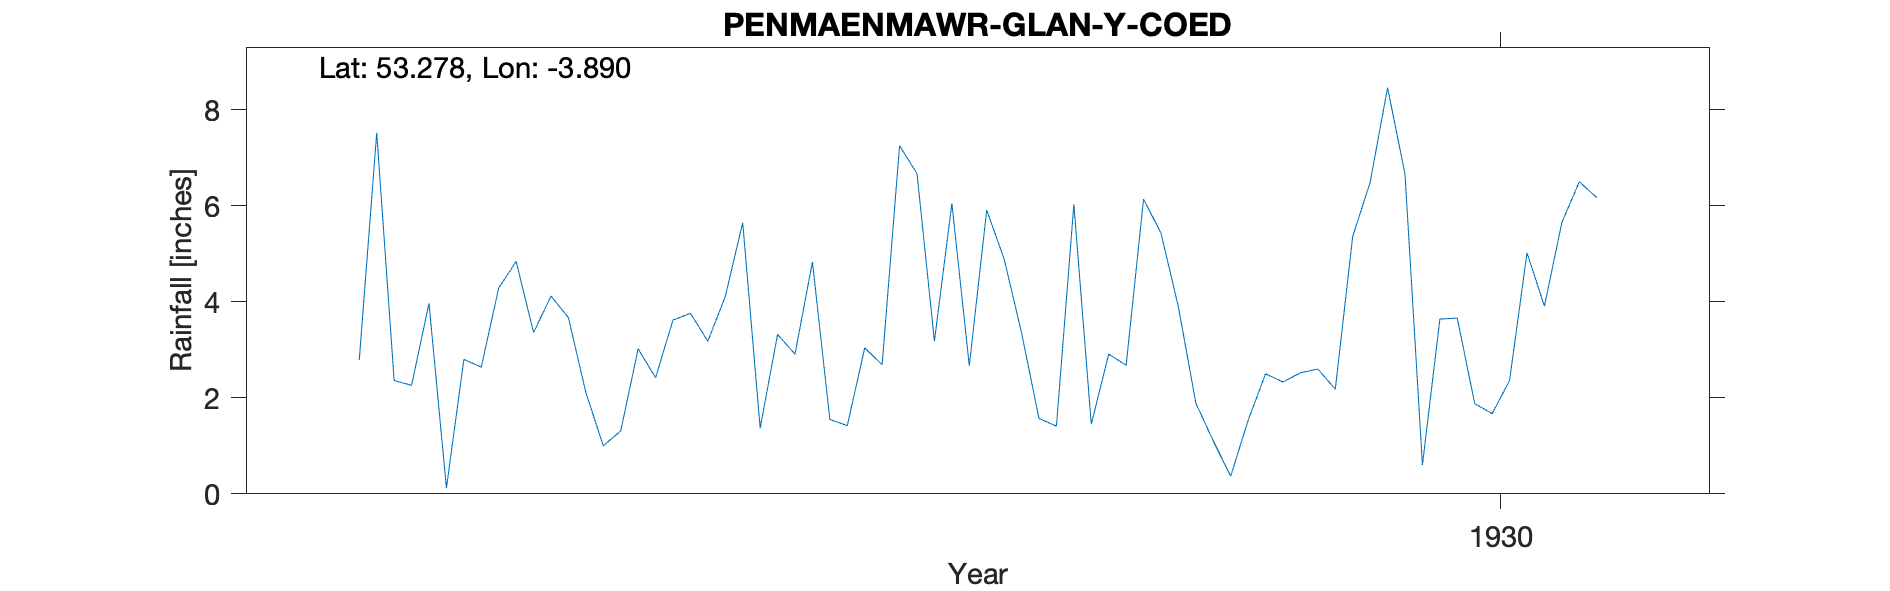 PENMAENMAWR-GLAN-Y-COED
Lat: 53.278, Lon: -3.890
8
6
4
2
0
Rainfall [inches]
1930
Year